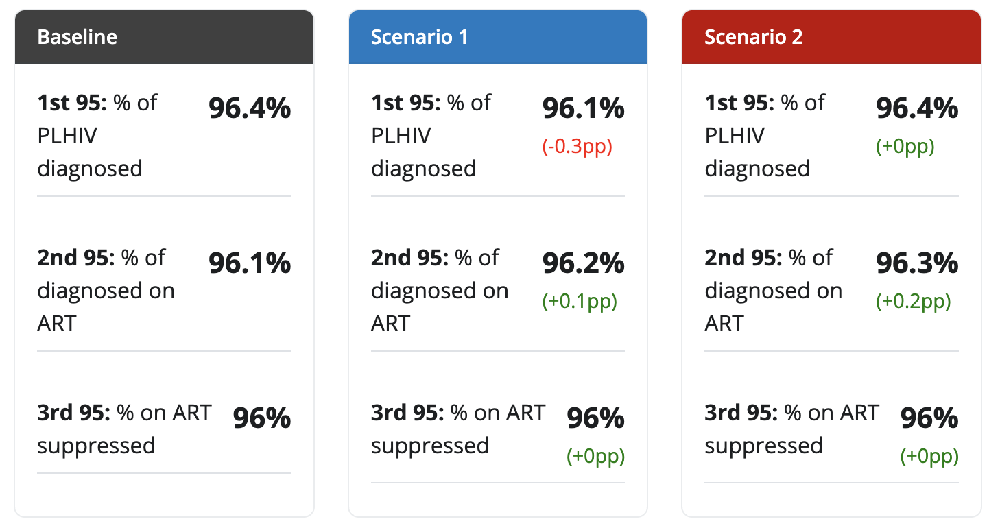 Baseline
1st 95: % of
PLHIV
diagnosed
96.4%
2nd 95: % of
diagnosed on
ART
96.1%
3rd 95: % on ART
suppressed
96%
Scenario 1
1st 95: % of
PLHIV
diagnosed
96.1%
(-0.3pp)
2nd 95: % of
diagnosed on
ART
96.2%
(+0.1pp)
3rd 95: % on ART
suppressed
96%
(+0pp)
Scenario 2
1st 95: % of
PLHIV
diagnosed
96.4%
(+0pp)
2nd 95: % of
diagnosed on
ART
96.3%
(+0.2pp)
3rd 95: % on ART
suppressed
96%
(+0pp)